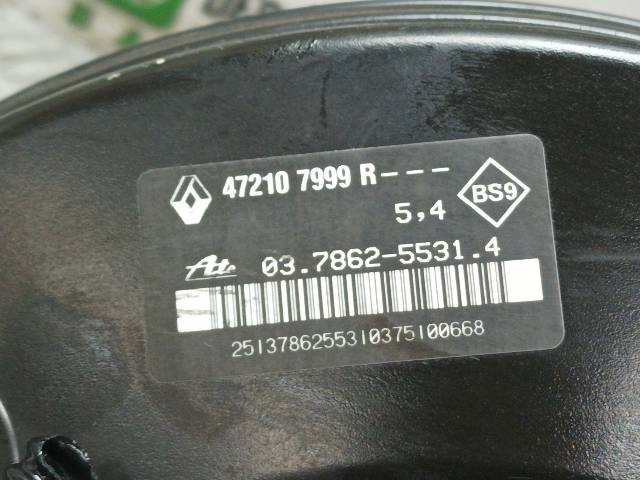 47210 7999 R---
5,4
BS9
Ate 03.7862-5531.4
2513786255310375100668